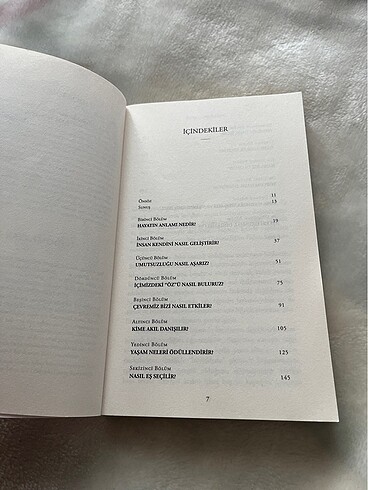 İÇİNDEKİLER
Önsöz 11
Sunuş 13
Birinci Bölüm
HAYATIN ANLAMI NEDİR? 19
İkinci Bölüm
İNSAN KENDİNİ NASIL GELİŞTİRİR? 37
Üçüncü Bölüm
UMUTSUZLUĞU NASIL AŞARIZ? 51
Dördüncü Bölüm
İÇİMİZDEKİ "ÖZ"Ü NASIL BULURUZ? 75
Beşinci Bölüm
ÇEVREMİZ BİZİ NASIL ETKİLER? 91
Altıncı Bölüm
KİME AKIL DANIŞILIR? 105
Yedinci Bölüm
YAŞAM NELERİ ÖDÜLLENDİRİR? 125
Sekizinci Bölüm
NASIL EŞ SEÇİLİR? 145
7